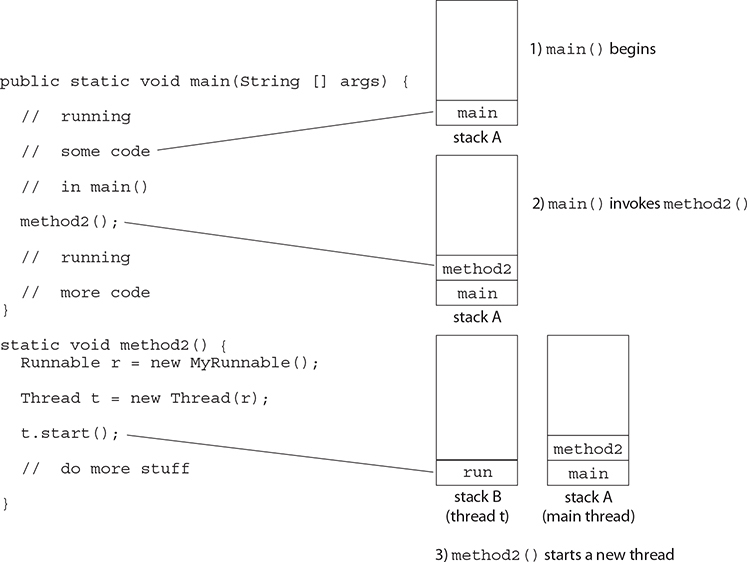 public static void main(String [] args) {
// running
// some code
// in main()
method2();
// running
// more code
}
static void method2() {
Runnable r = new MyRunnable();
Thread t = new Thread(r);
t.start();
// do more stuff
}
main
stack A
1) main() begins
method2
main
stack A
2) main() invokes method2()
run
stack B
(thread t)
method2
main
stack A
(main thread)
3) method2() starts a new thread